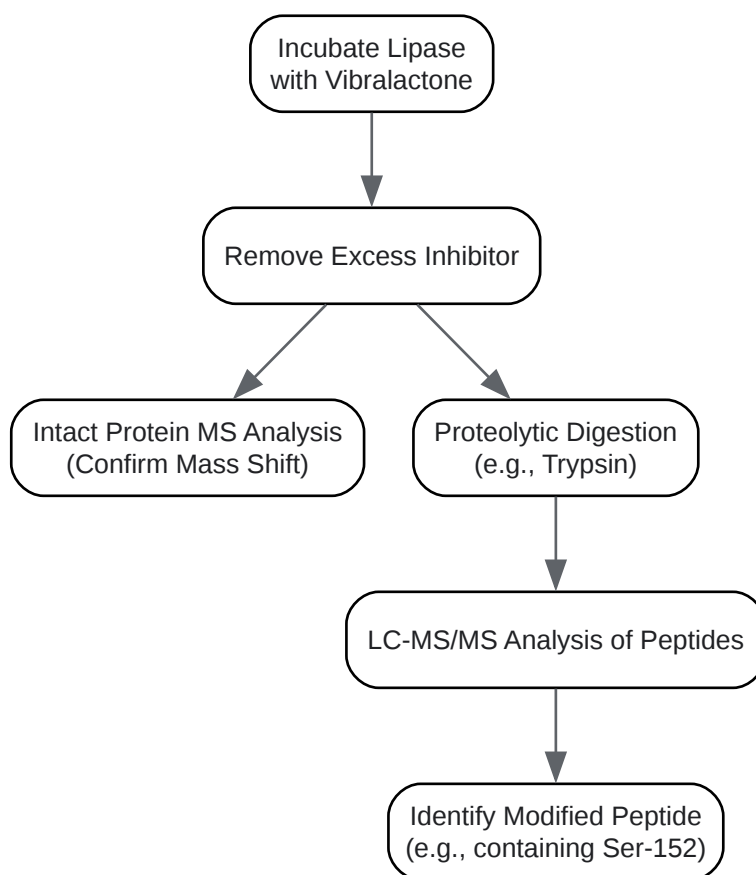 Incubate Lipase
with Vibralactone
Remove Excess Inhibitor
Intact Protein MS Analysis
(Confirm Mass Shift)
Proteolytic Digestion
(e.g., Trypsin)
LC-MS/MS Analysis of Peptides
Identify Modified Peptide
(e.g., containing Ser-152)